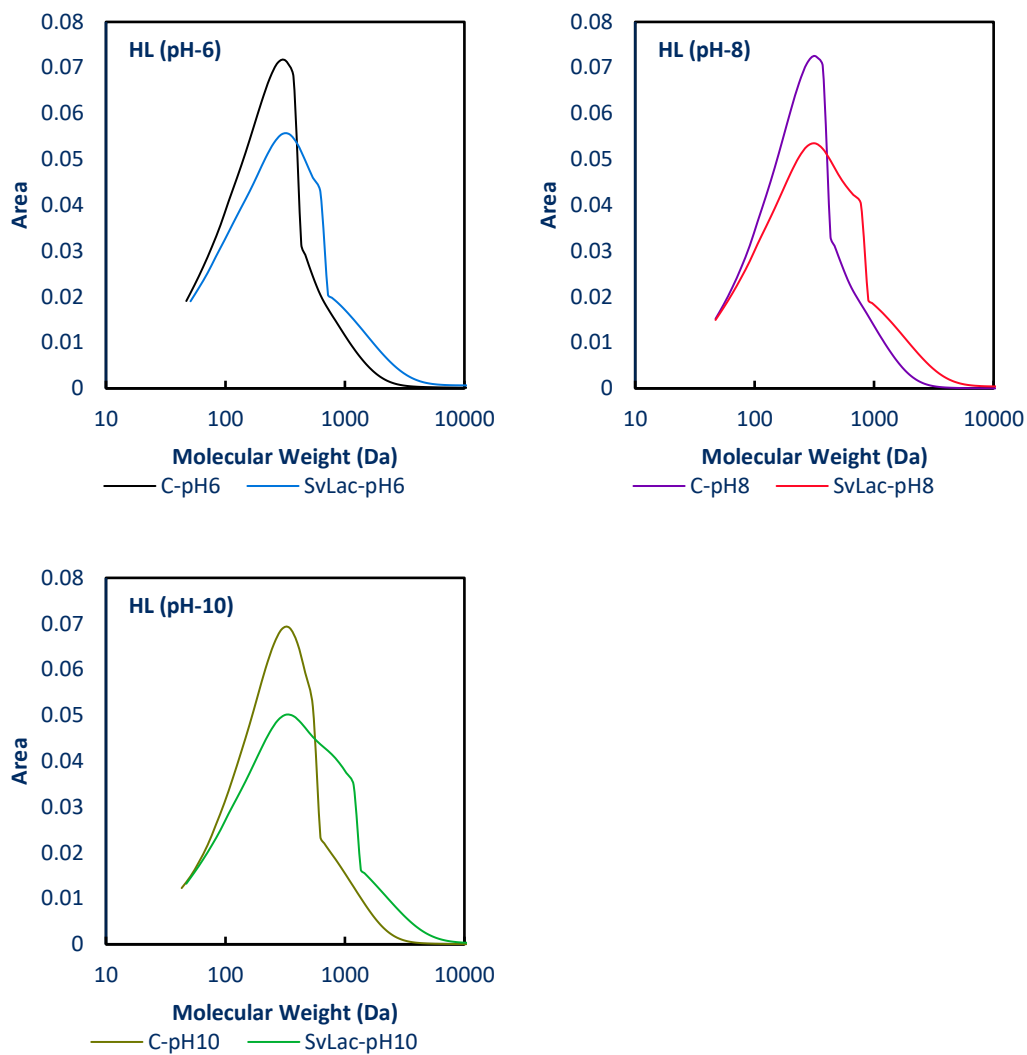 HL (pH-6)
Area
0.08
0.07
0.06
0.05
0.04
0.03
0.02
0.01
0
10 100 1000 10000
Molecular Weight (Da)
C-pH6 SvLac-pH6
HL (pH-8)
Area
0.08
0.07
0.06
0.05
0.04
0.03
0.02
0.01
0
10 100 1000 10000
Molecular Weight (Da)
C-pH8 SvLac-pH8
HL (pH-10)
Area
0.08
0.07
0.06
0.05
0.04
0.03
0.02
0.01
0
10 100 1000 10000
Molecular Weight (Da)
C-pH10 SvLac-pH10